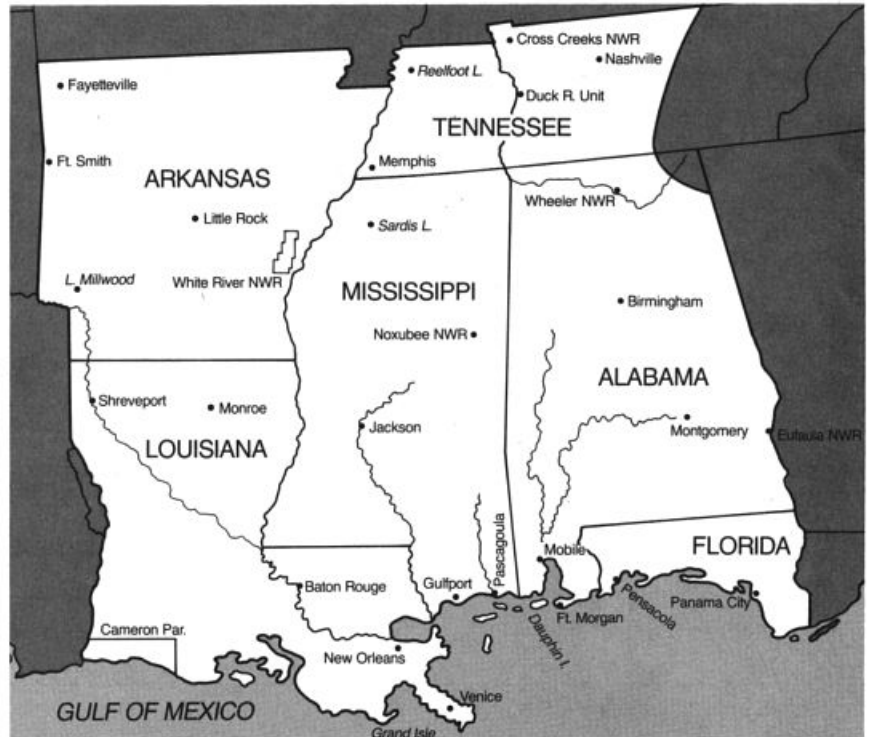 Cross Creeks NWR
Nashville
Reelfoot L.
Fayetteville
Duck R. Unit
TENNESSEE
Ft. Smith
Memphis
ARKANSAS
Wheeler NWR
Little Rock
Sardis L.
L. Millwood
White River NWR
MISSISSIPPI
Birmingham
Noxubee NWR
ALABAMA
Shreveport
Monroe
Jackson
Montgomery
Eufaula NWR
LOUISIANA
Pascagoula
Mobile
FLORIDA
Baton Rouge
Gulfport
Ft. Morgan
Pensacola
Panama City
Cameron Par.
Dauphin I.
New Orleans
Venice
GULF OF MEXICO
Grand Isle